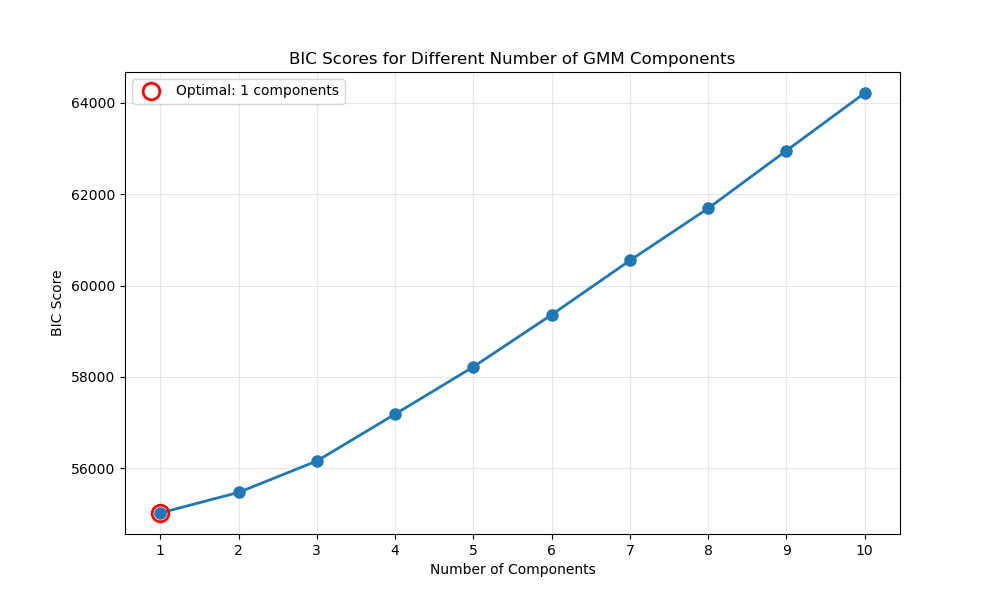 BIC Scores for Different Number of GMM Components
Optimal: 1 components
64000
62000
60000
58000
56000
BIC Score
1 2 3 4 5 6 7 8 9 10
Number of Components